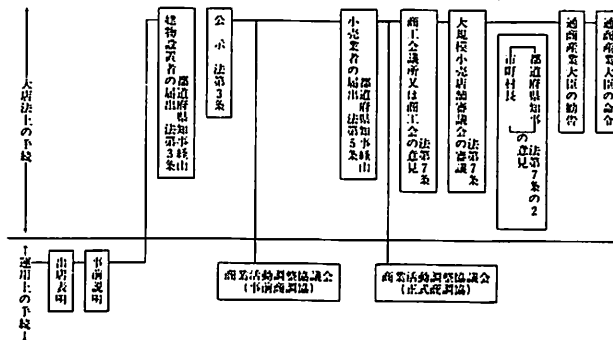 大店法上の手続
建物設置者の届出 法第3条
都道府県知事経由
公示 法第3条
小売業者の届出 法第5条
都道府県知事経由
商工会議所又は商工会の意見
法第7条
大規模小売店舗審議会の審議
法第7条
都道府県知事
市町村長
の意見
法第7条の2
通商産業大臣の勧告
通商産業大臣の命令
運用上の手続
出店表明
事前説明
商業活動調整協議会
(事前商調協)
商業活動調整協議会
(正式商調協)